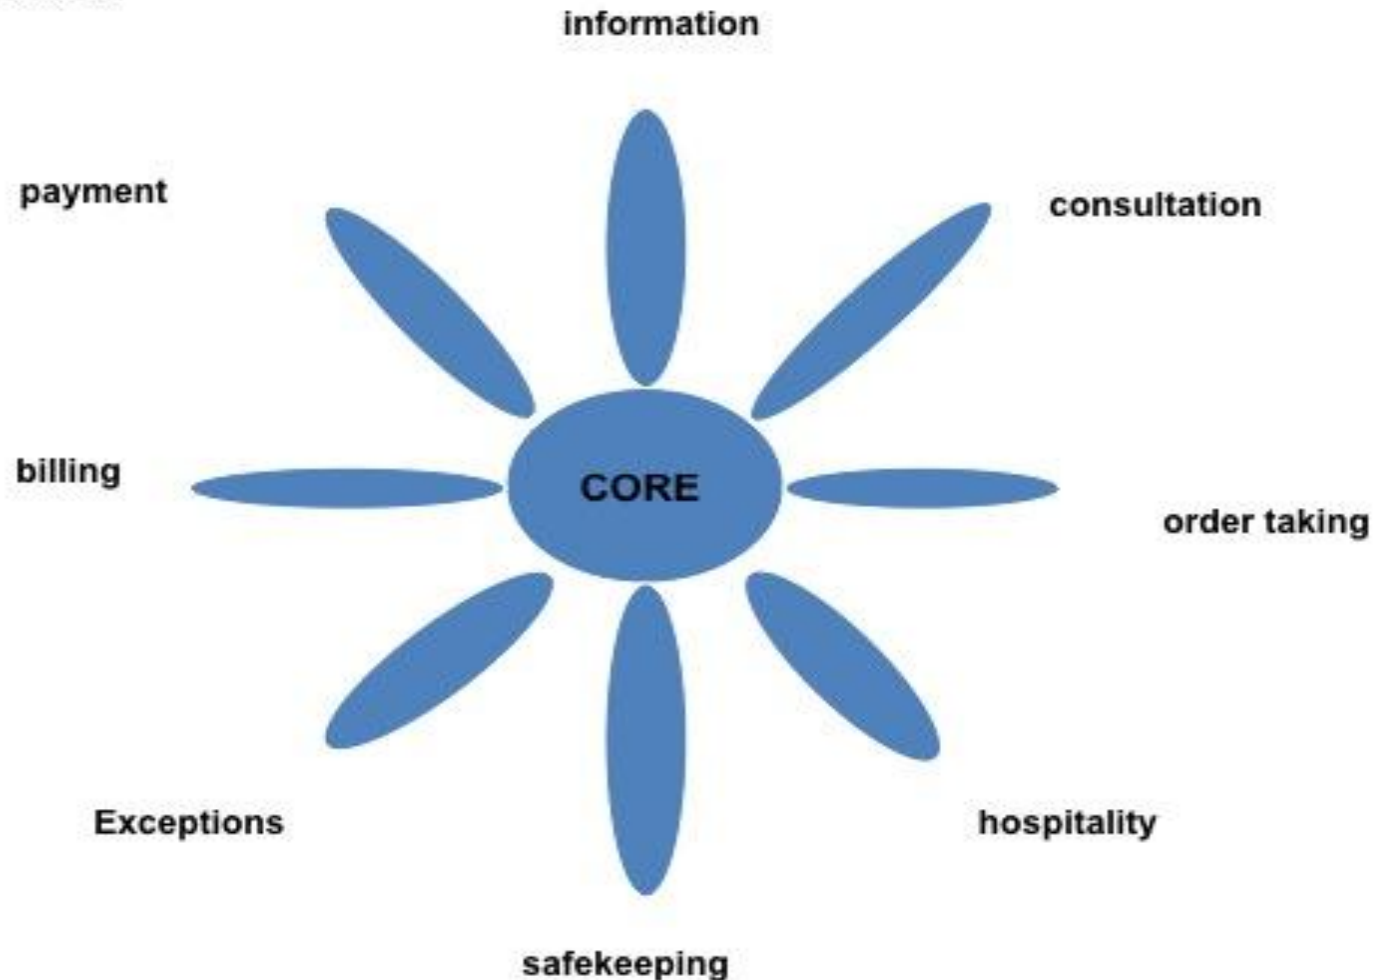 information
payment
consultation
billing
CORE
order taking
Exceptions
hospitality
safekeeping